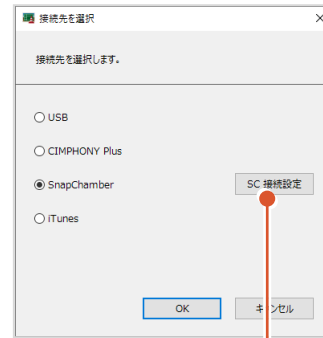 接続先を選択
接続先を選択します。
USB
CIMPHONY Plus
SnapChamber
SC 接続設定
iTunes
OK
キャンセル